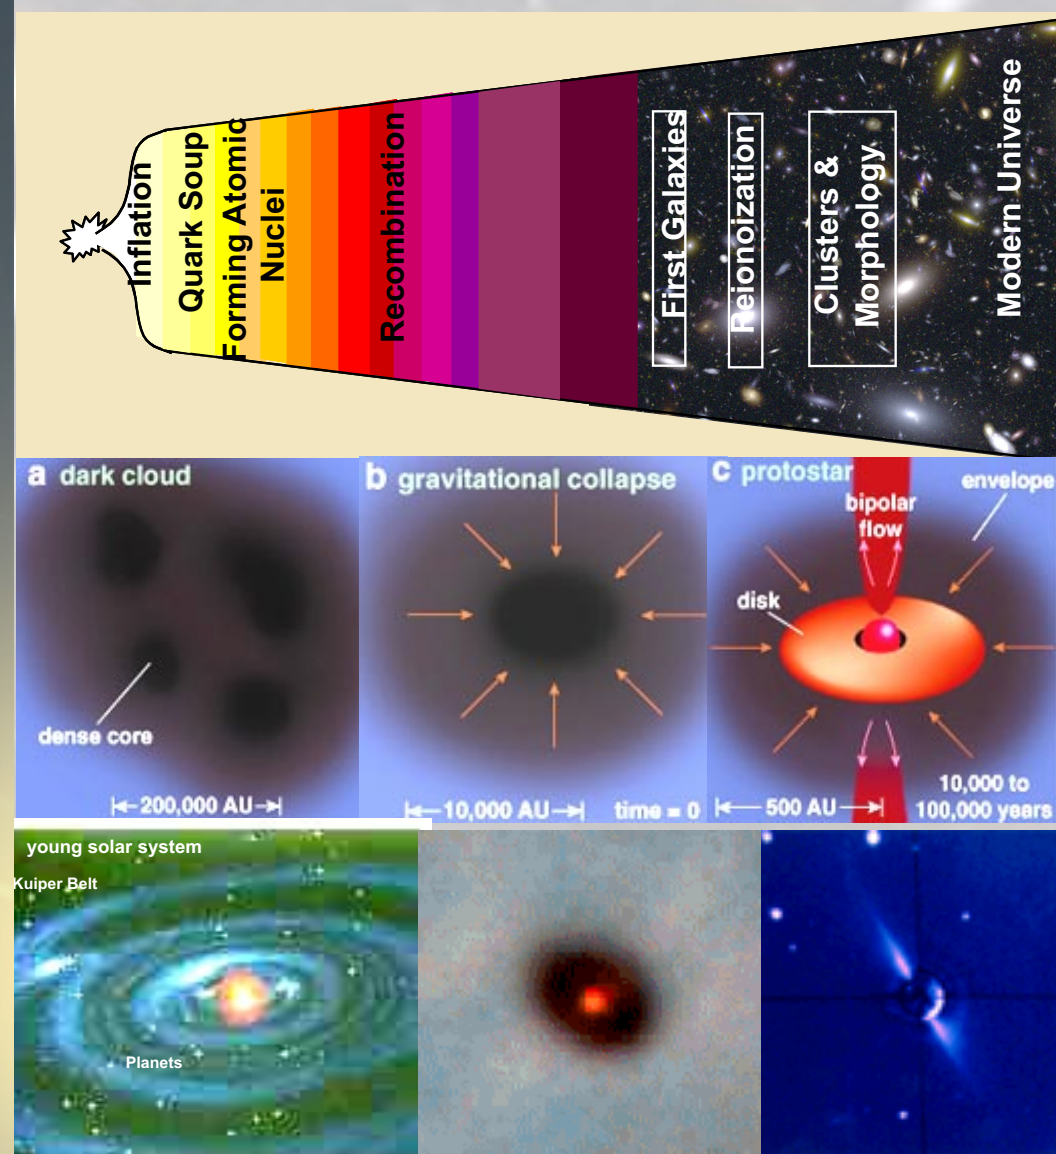 Inflation
Quark Soup
Forming Atomic
Nuclei
Recombination
First Galaxies
Reionoization
Clusters &
Morphology
Modern Universe
a dark cloud
dense core
200,000 AU
b gravitational collapse
10,000 AU
time = 0
c protostar
bipolar
flow
envelope
disk
500 AU
10,000 to
100,000 years
young solar system
Kuiper Belt
Planets